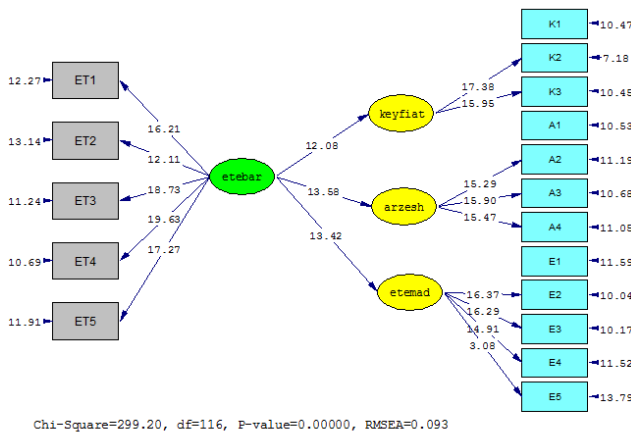 K1
10.47
K2
7.18
12.27
ET1
17.38
K3
10.45
keyfiat
15.95
16.21
A1
10.53
13.14
ET2
12.11
12.08
A2
11.19
etebar
15.29
18.73
13.58
15.90
A3
10.68
11.24
ET3
arzesh
15.47
A4
11.08
19.63
13.42
17.27
E1
11.59
10.69
ET4
etemad
16.37
E2
10.04
16.29
E3
10.17
11.91
ET5
14.91
3.08
E4
11.52
E5
13.79
Chi-Square=299.20, df=116, P-value=0.00000, RMSEA=0.093